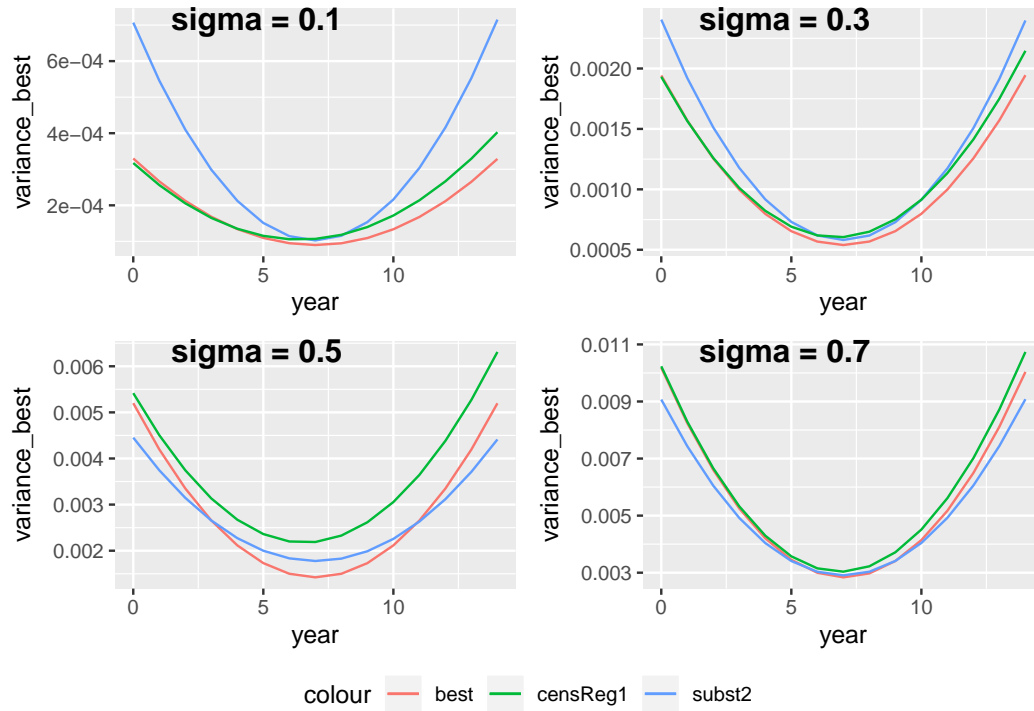 sigma = 0.1
variance_best
6e−04
4e−04
2e−04
0 5 10
year
sigma = 0.3
variance_best
0.0020
0.0015
0.0010
0.0005
0 5 10
year
sigma = 0.5
variance_best
0.006
0.005
0.004
0.003
0.002
0 5 10
year
sigma = 0.7
variance_best
0.011
0.009
0.007
0.005
0.003
0 5 10
year
colour best censReg1 subst2